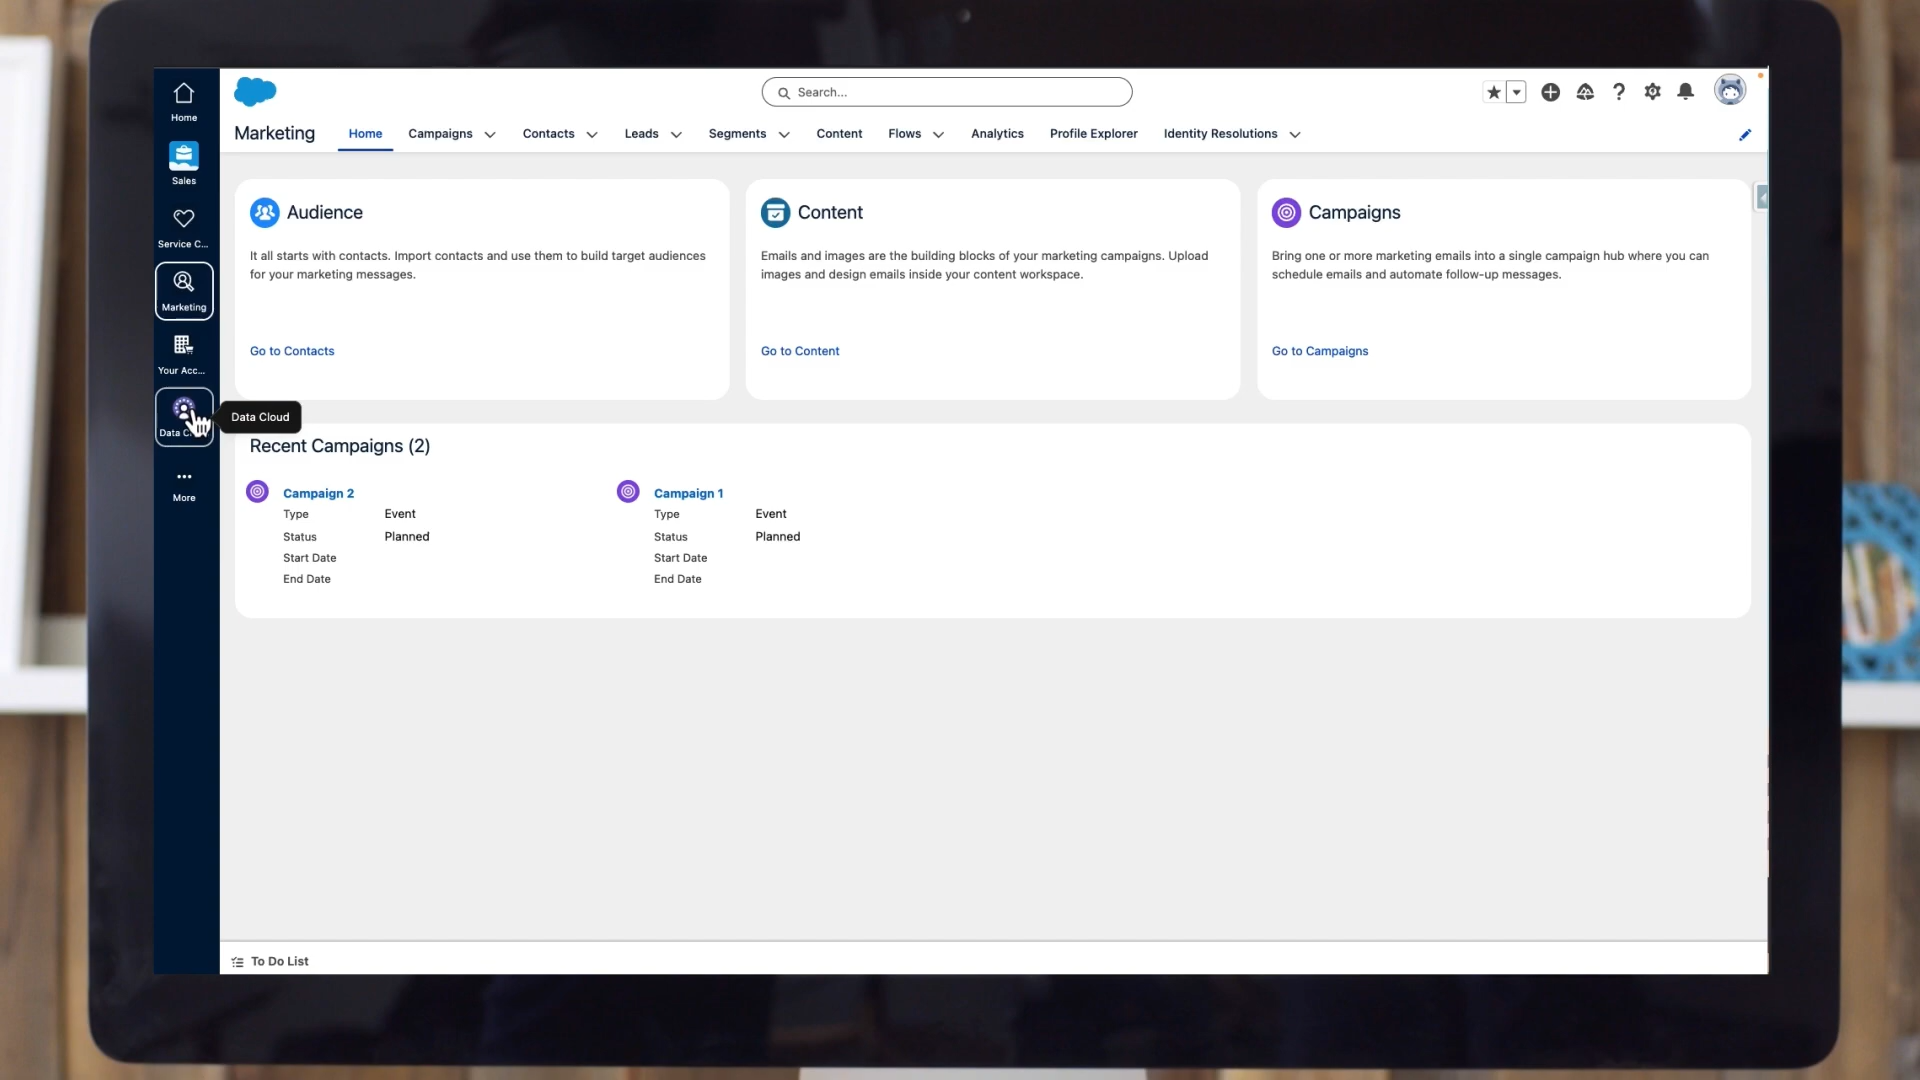 Home
Sales
Service C...
Marketing
Your Acc...
Data C
More
Search...
Marketing Home Campaigns Contacts Leads Segments Content Flows Analytics Profile Explorer Identity Resolutions
Audience
It all starts with contacts. Import contacts and use them to build target audiences
for your marketing messages.
Go to Contacts
Content
Emails and images are the building blocks of your marketing campaigns. Upload
images and design emails inside your content workspace.
Go to Content
Campaigns
Bring one or more marketing emails into a single campaign hub where you can
schedule emails and automate follow-up messages.
Go to Campaigns
Data Cloud
Recent Campaigns (2)
Campaign 2
Type Event
Status Planned
Start Date
End Date
Campaign 1
Type Event
Status Planned
Start Date
End Date
To Do List